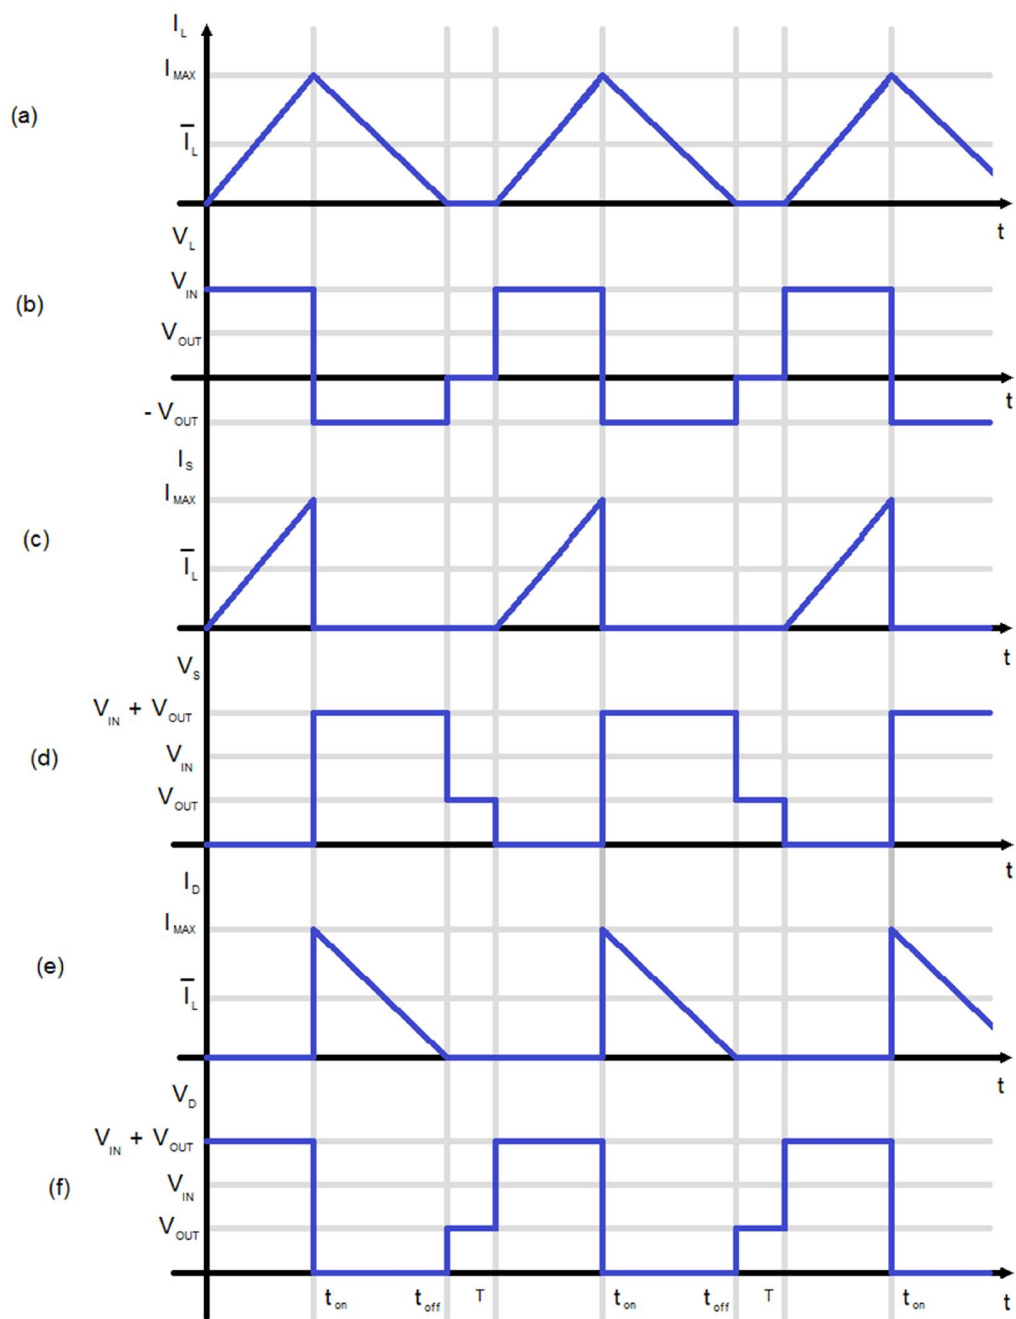 I_L
I_MAX
(a)
Ī_L
t
V_L
V_IN
(b)
V_OUT
t
- V_OUT
I_S
I_MAX
(c)
Ī_L
t
V_S
V_IN + V_OUT
(d)
V_IN
V_OUT
t
I_D
I_MAX
(e)
Ī_L
t
V_D
V_IN + V_OUT
(f)
V_IN
V_OUT
t_on t_off T t_on t_off T t_on t